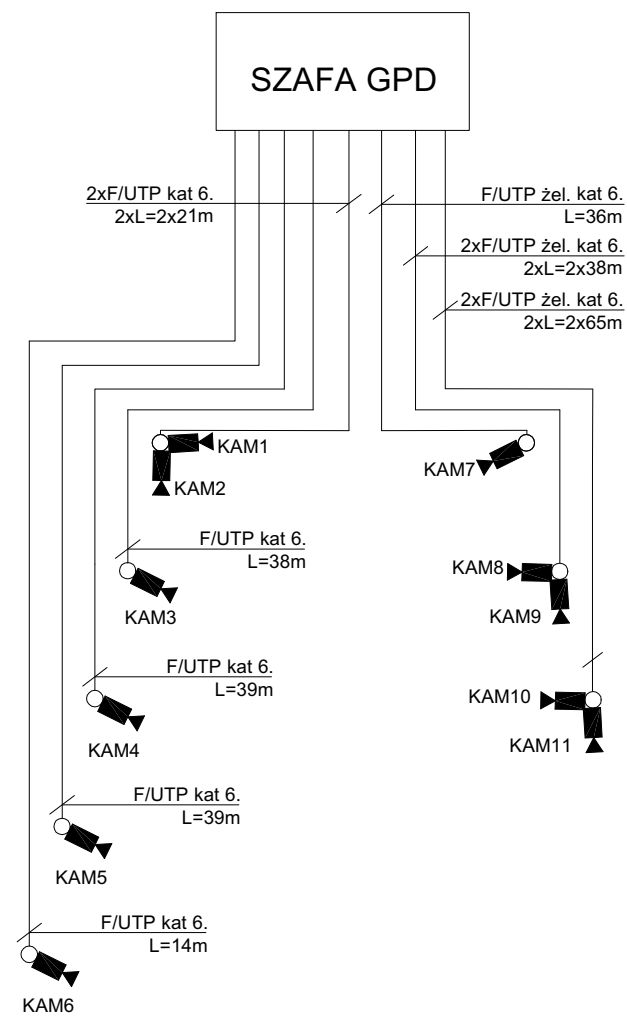 SZAFA GPD
2xF/UTP kat 6.
2xL=2x21m
F/UTP żel. kat 6.
L=36m
2xF/UTP żel. kat 6.
2xL=2x38m
2xF/UTP żel. kat 6.
2xL=2x65m
KAM1
KAM2
KAM7
F/UTP kat 6.
L=38m
KAM3
KAM8
KAM9
F/UTP kat 6.
L=39m
KAM4
KAM10
KAM11
F/UTP kat 6.
L=39m
KAM5
F/UTP kat 6.
L=14m
KAM6